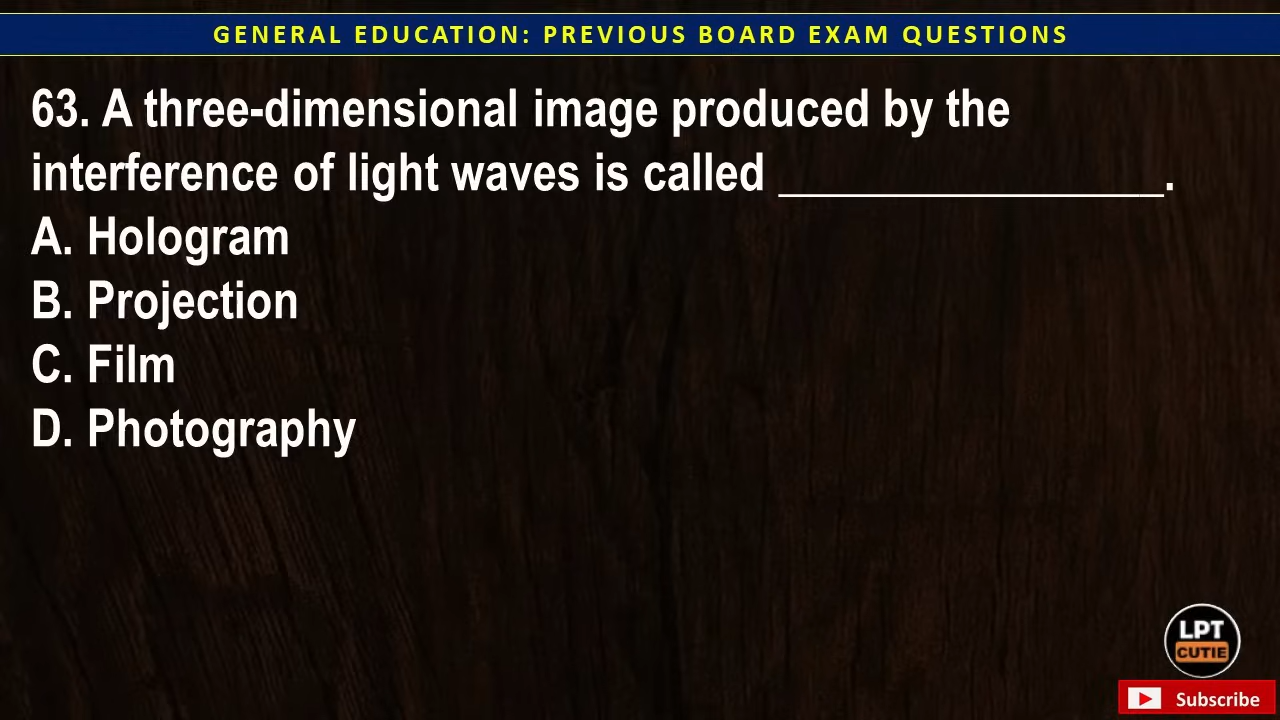 GENERAL EDUCATION: PREVIOUS BOARD EXAM QUESTIONS
63. A three-dimensional image produced by the
interference of light waves is called _______________.
A. Hologram
B. Projection
C. Film
D. Photography
LPT
CUTIE
Subscribe